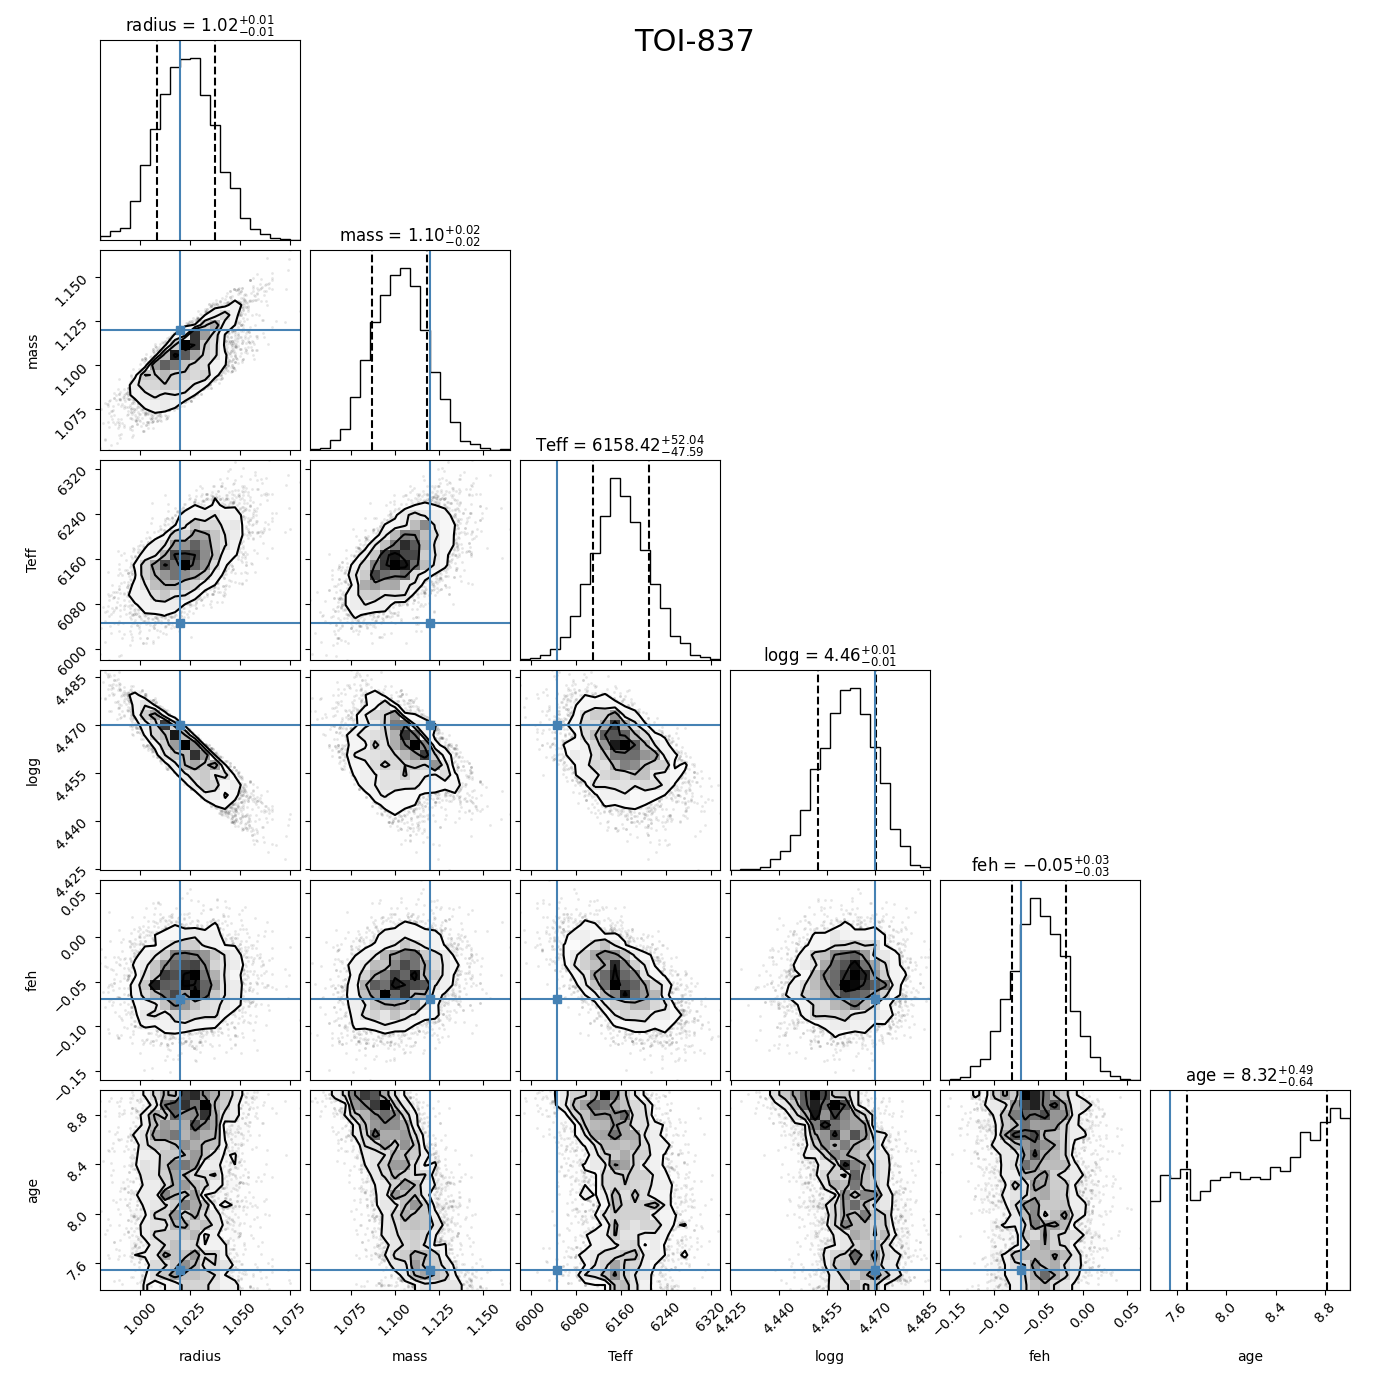 TOI-837
radius = 1.02+0.01−0.01
mass = 1.10+0.02−0.02
1.150
1.125
1.100
1.075
mass
Teff = 6158.42+52.04−47.59
6320
6240
6160
6080
6000
Teff
logg = 4.46+0.01−0.01
4.485
4.470
4.455
4.440
4.425
logg
feh = −0.05+0.03−0.03
0.05
0.00
−0.05
−0.10
−0.15
feh
age = 8.32+0.49−0.64
8.8
8.4
8.0
7.6
age
1.000 1.025 1.050 1.075
1.075 1.100 1.125 1.150
6000 6080 6160 6240 6320
4.425 4.440 4.455 4.470 4.485
−0.15 −0.10 −0.05 0.00 0.05
7.6 8.0 8.4 8.8
radius mass Teff logg feh age